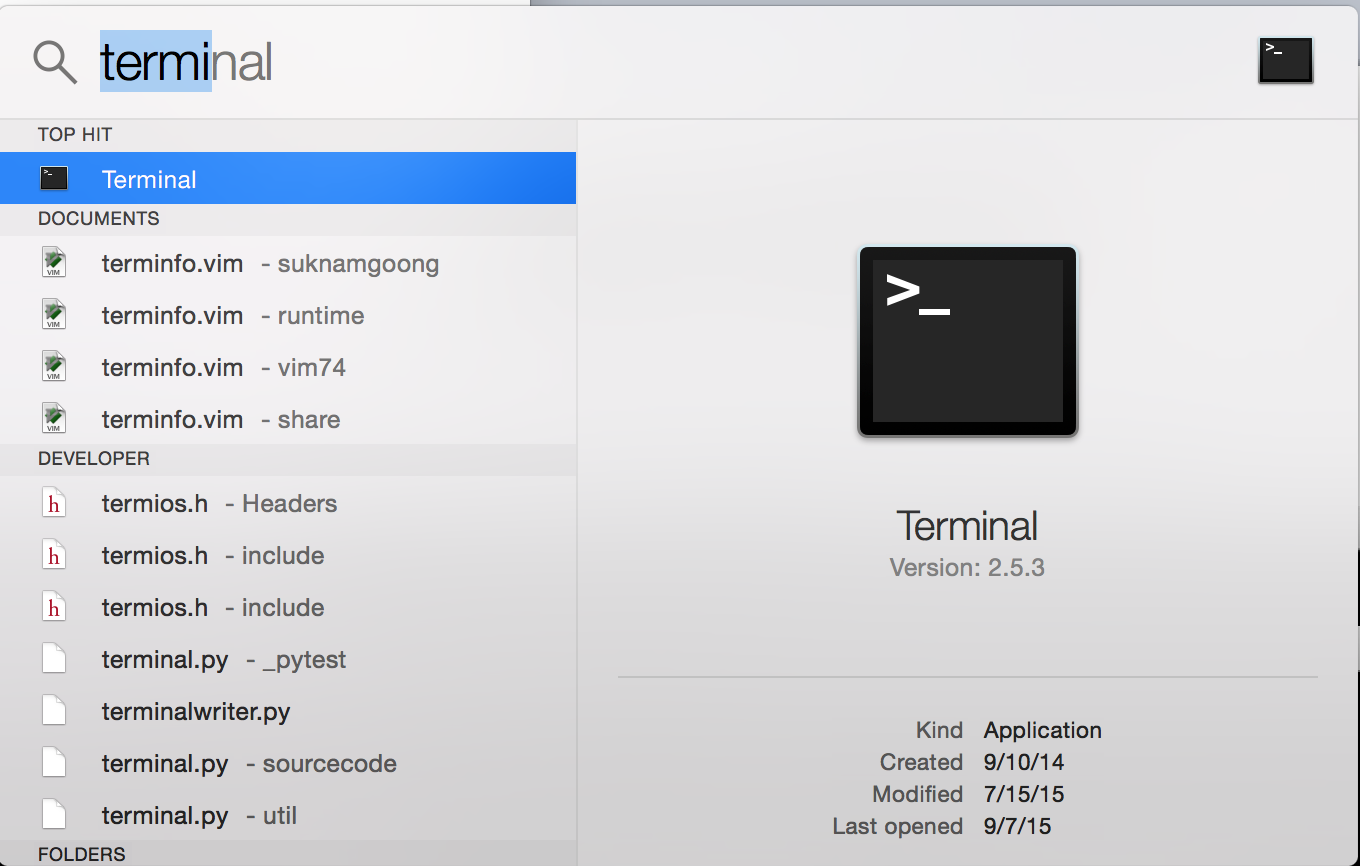 terminal
TOP HIT
Terminal
DOCUMENTS
terminfo.vim - suknamgoong
terminfo.vim - runtime
terminfo.vim - vim74
terminfo.vim - share
DEVELOPER
termios.h - Headers
termios.h - include
termios.h - include
terminal.py - _pytest
terminalwriter.py
terminal.py - sourcecode
terminal.py - util
FOLDERS
>_
Terminal
Version: 2.5.3
Kind Application
Created 9/10/14
Modified 7/15/15
Last opened 9/7/15